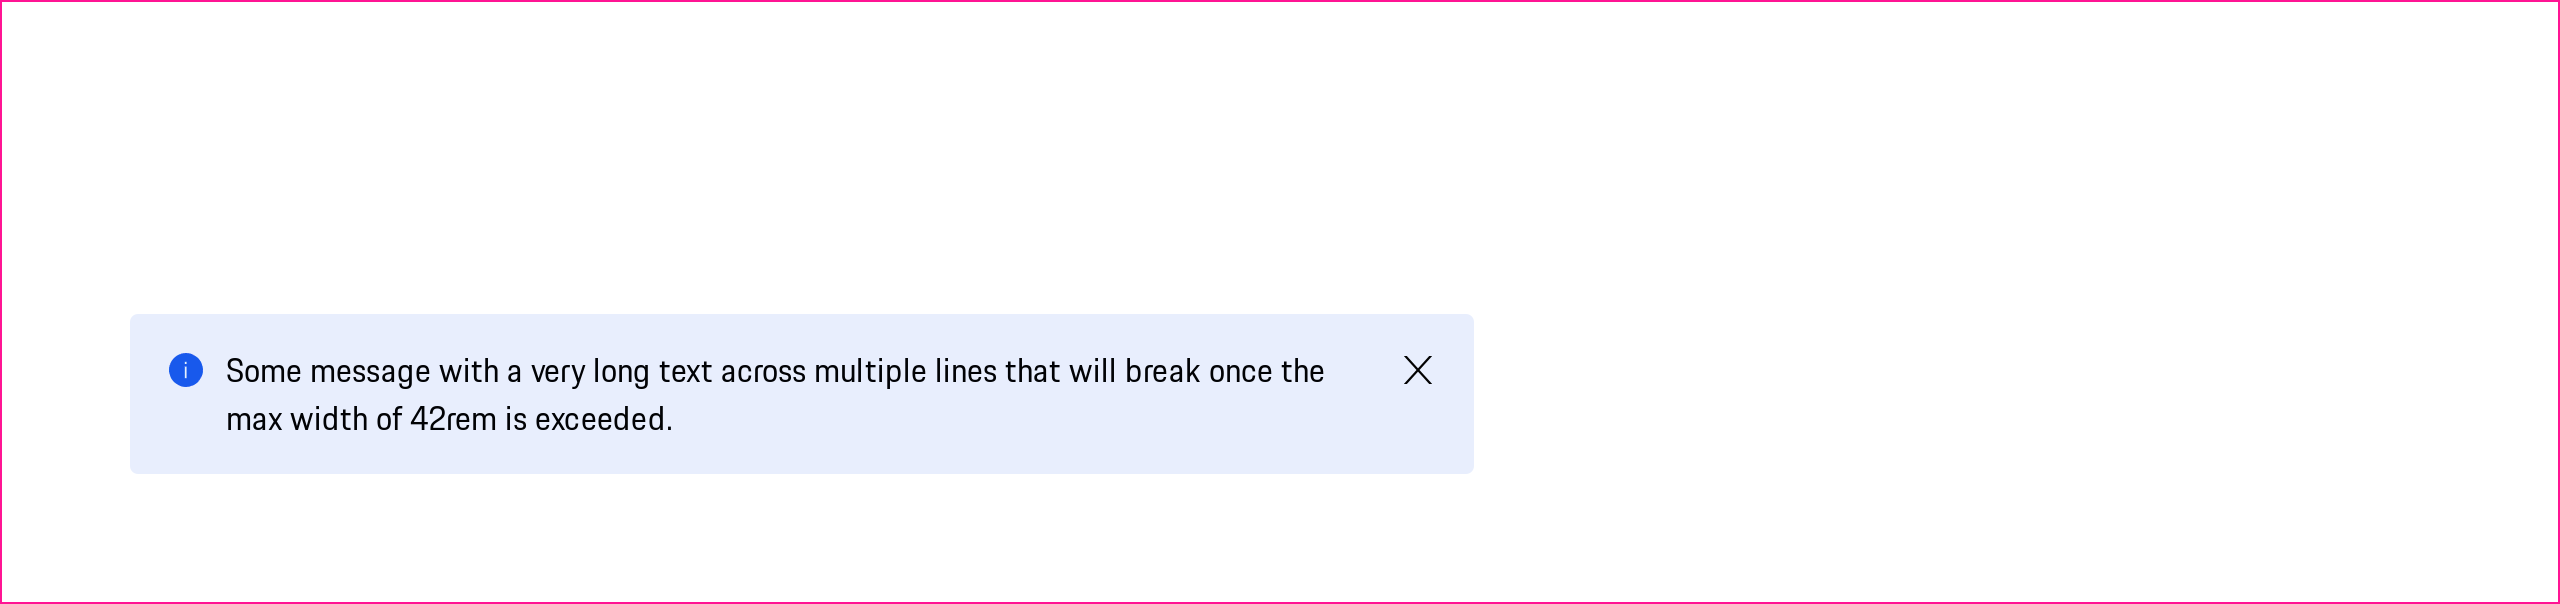 Some message with a very long text across multiple lines that will break once the
max width of 42rem is exceeded.